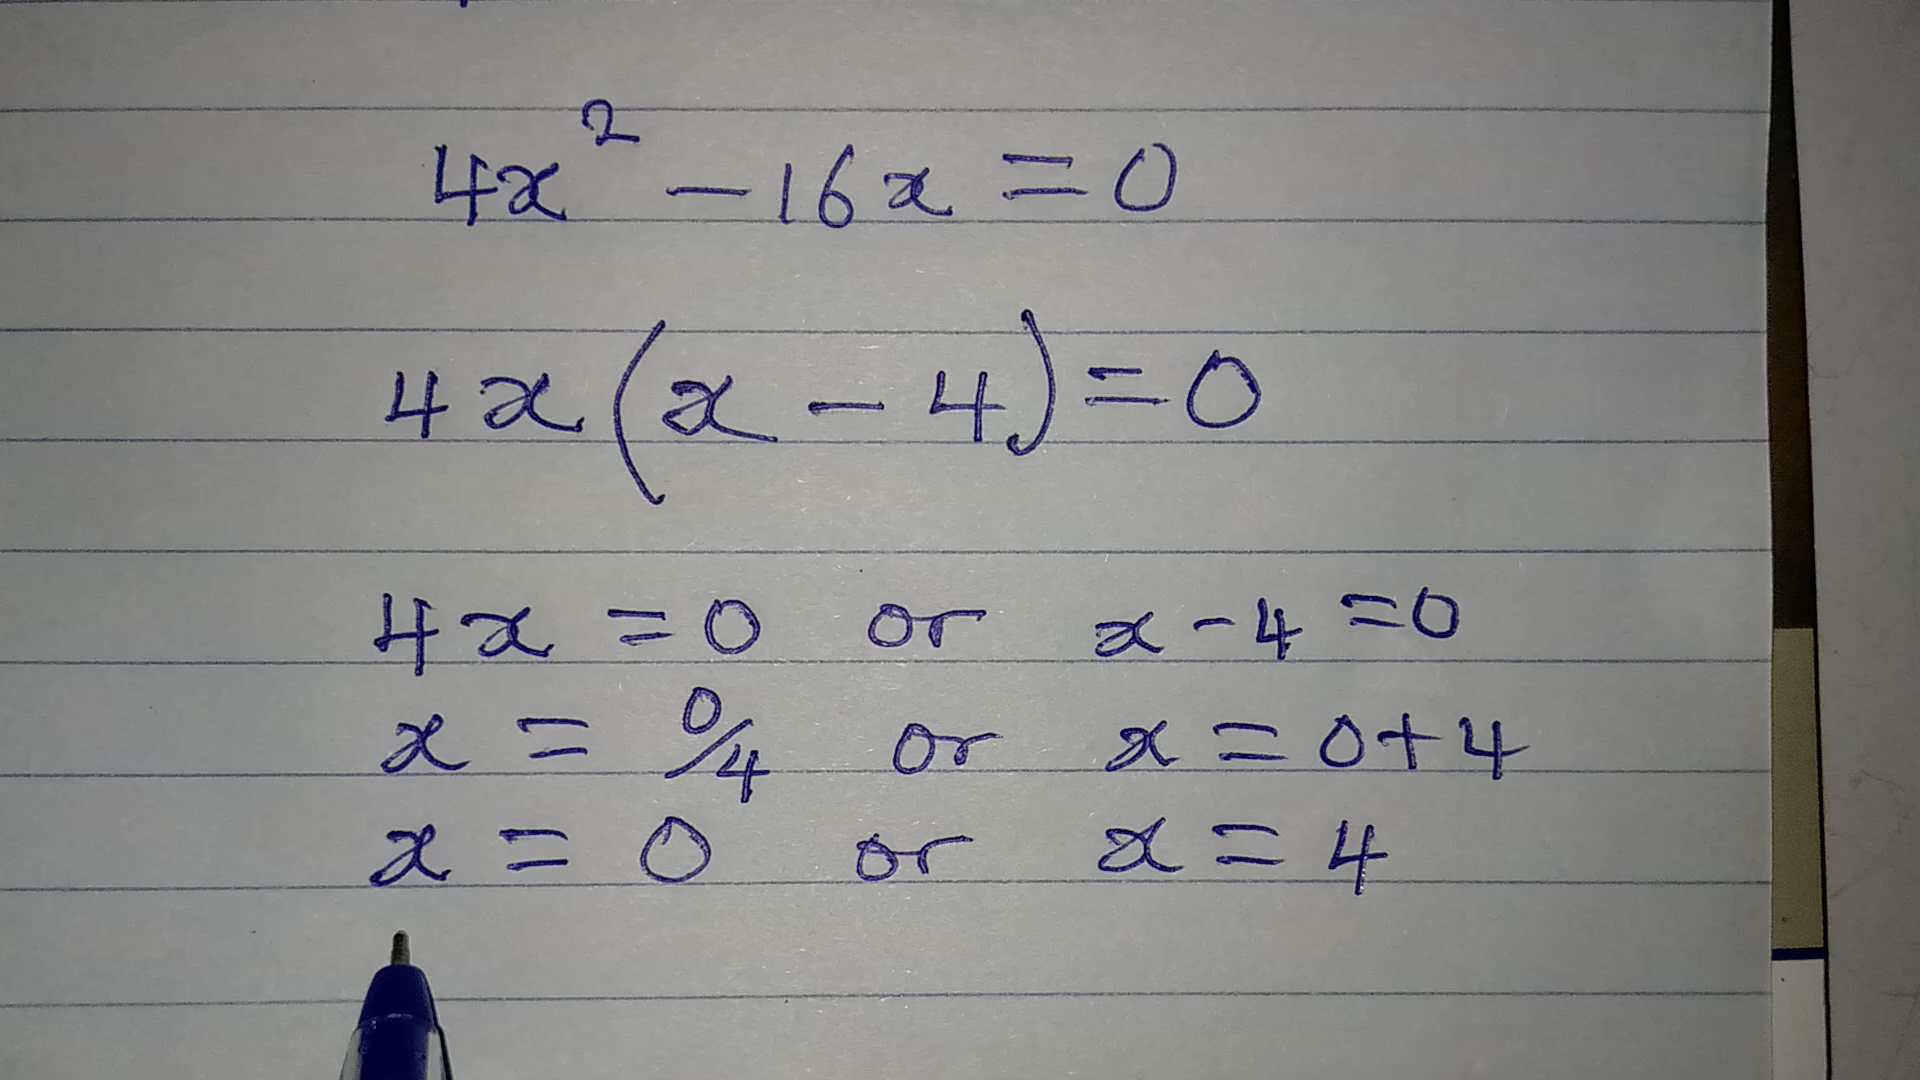 4x² - 16x = 0
4x(x - 4) = 0
4x = 0 or x - 4 = 0
x = 0/4 or x = 0 + 4
x = 0 or x = 4